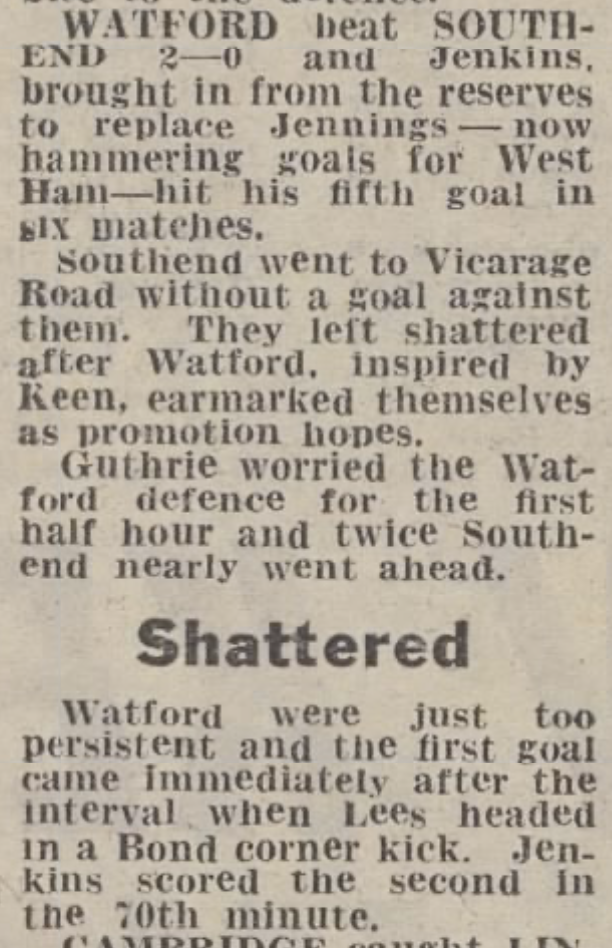 WATFORD beat SOUTH-
END 2—0 and Jenkins,
brought in from the reserves
to replace Jennings — now
hammering goals for West
Ham—hit his fifth goal in
six matches.
Southend went to Vicarage
Road without a goal against
them. They left shattered
after Watford, inspired by
Keen, earmarked themselves
as promotion hopes.
Guthrie worried the Wat-
ford defence for the first
half hour and twice South-
end nearly went ahead.
Shattered
Watford were just too
persistent and the first goal
came immediately after the
interval when Lees headed
in a Bond corner kick. Jen-
kins scored the second in
the 70th minute.
CAMBRIDGE caught LIN-